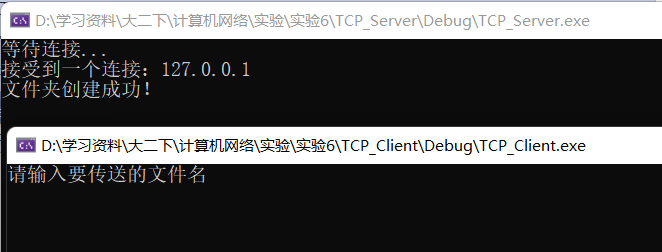 D:\学习资料\大二下\计算机网络\实验\实验6\TCP_Server\Debug\TCP_Server.exe
等待连接...
接受到一个连接：127.0.0.1
文件夹创建成功！
D:\学习资料\大二下\计算机网络\实验\实验6\TCP_Client\Debug\TCP_Client.exe
请输入要传送的文件名